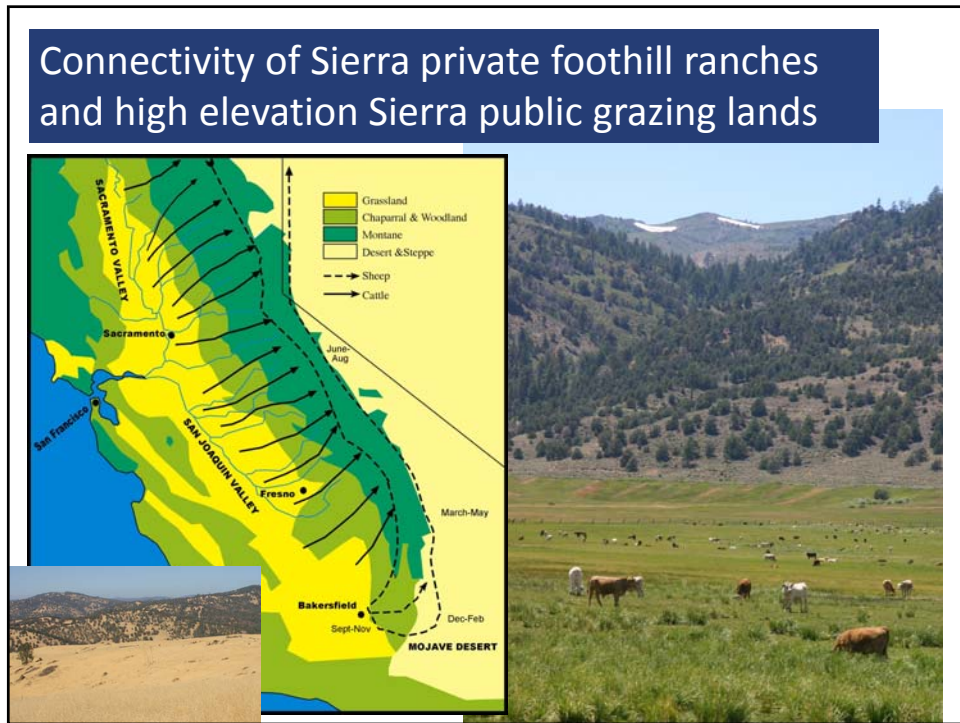 Connectivity of Sierra private foothill ranches
and high elevation Sierra public grazing lands
SACRAMENTO VALLEY
Grassland
Chaparral & Woodland
Montane
Desert &Steppe
Sheep
Cattle
Sacramento
June-
Aug
San Francisco
SAN JOAQUIN VALLEY
Fresno
March-May
Bakersfield
Sept-Nov
Dec-Feb
MOJAVE DESERT